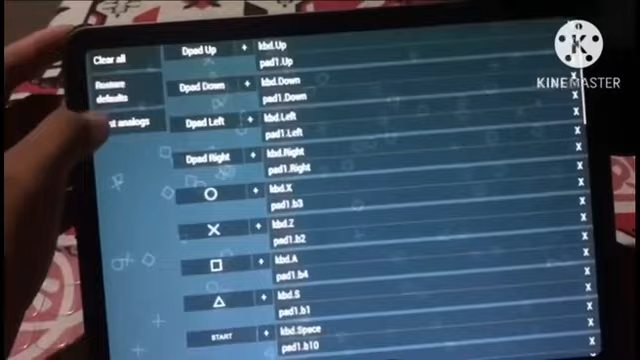 Clear all
Restore
defaults
st analogs
Dpad Up + kbd.Up
pad1.Up
Dpad Down + kbd.Down
pad1.Down X
Dpad Left + kbd.Left X
pad1.Left X
Dpad Right + kbd.Right X
pad1.Right X
+ kbd.X X
pad1.b3 X
+ kbd.Z X
pad1.b2 X
+ kbd.A X
pad1.b4 X
+ kbd.S X
pad1.b1 X
START + kbd.Space X
pad1.b10
K
KINEMASTER